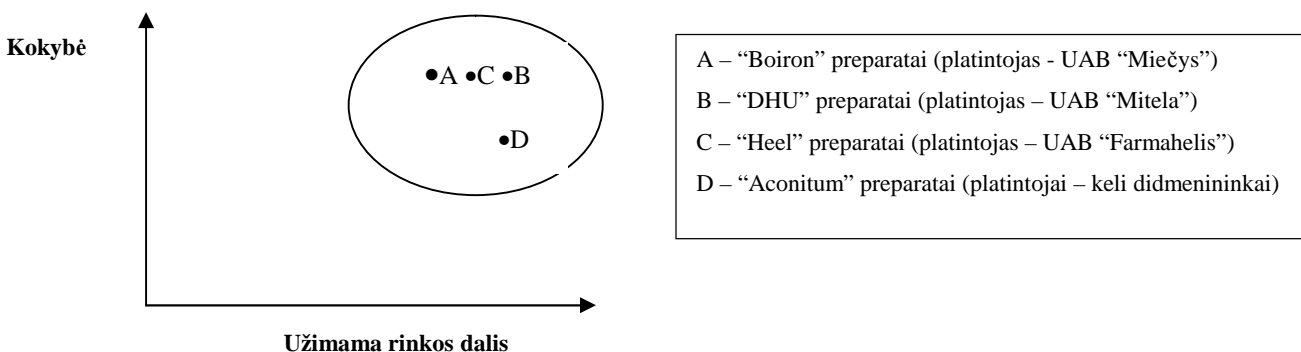 Kokybė
●A ●C ●B
●D
Užimama rinkos dalis
A – “Boiron” preparatai (platintojas - UAB “Miečys”)
B – “DHU” preparatai (platintojas – UAB “Mitela”)
C – “Heel” preparatai (platintojas – UAB “Farmahelis”)
D – “Aconitum” preparatai (platintojai – keli didmenininkai)